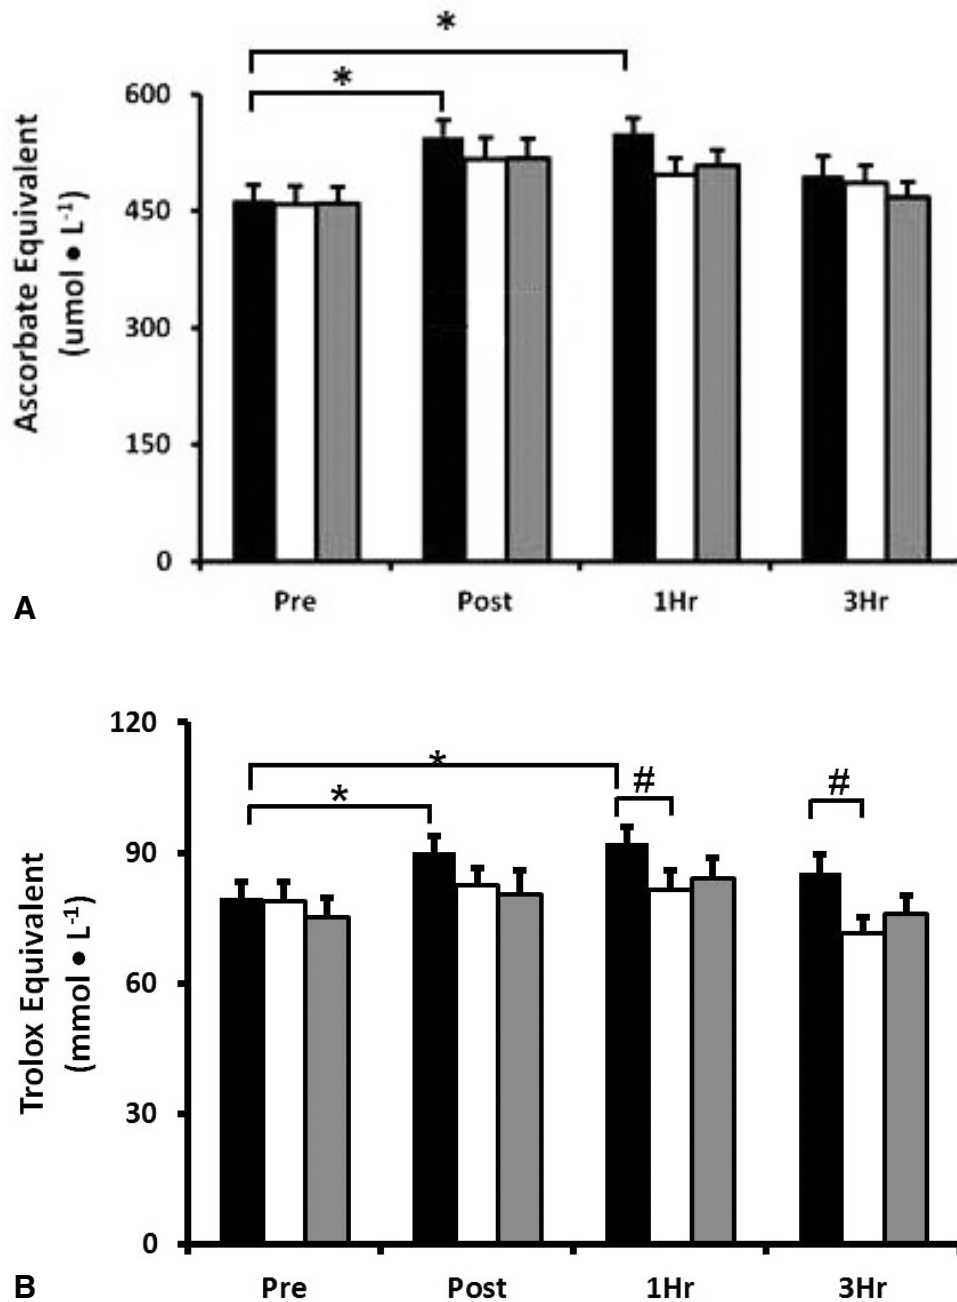 *
*
600
450
300
150
0
Ascorbate Equivalent
(umol • L-1)
Pre Post 1Hr 3Hr
A
120
90
60
30
0
Trolox Equivalent
(mmol • L-1)
*
*
#
#
Pre Post 1Hr 3Hr
B